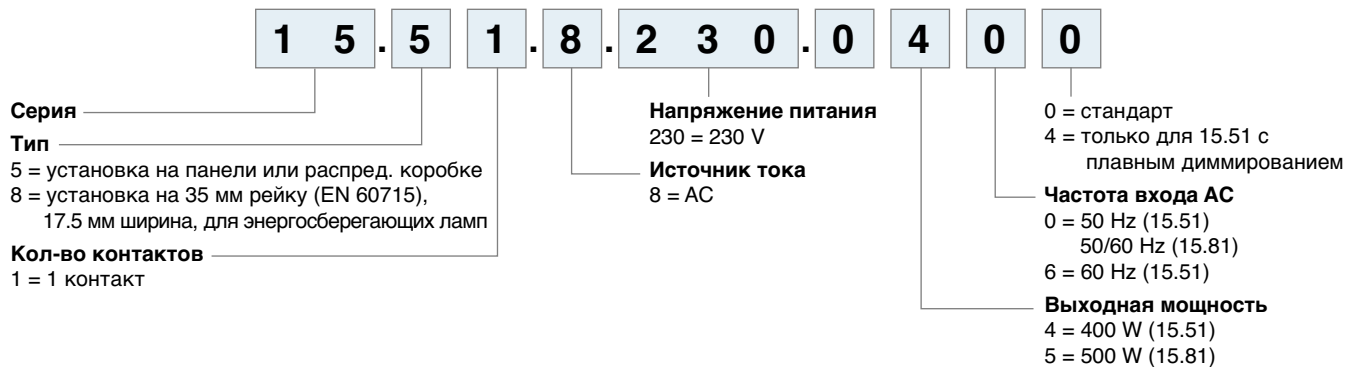 1 5 . 5 1 . 8 . 2 3 0 . 0 4 0 0
Серия
Тип
5 = установка на панели или распред. коробке
8 = установка на 35 мм рейку (EN 60715),
17.5 мм ширина, для энергосберегающих ламп
Кол-во контактов
1 = 1 контакт
Напряжение питания
230 = 230 V
Источник тока
8 = AC
0 = стандарт
4 = только для 15.51 с
плавным диммированием
Частота входа AC
0 = 50 Hz (15.51)
50/60 Hz (15.81)
6 = 60 Hz (15.51)
Выходная мощность
4 = 400 W (15.51)
5 = 500 W (15.81)